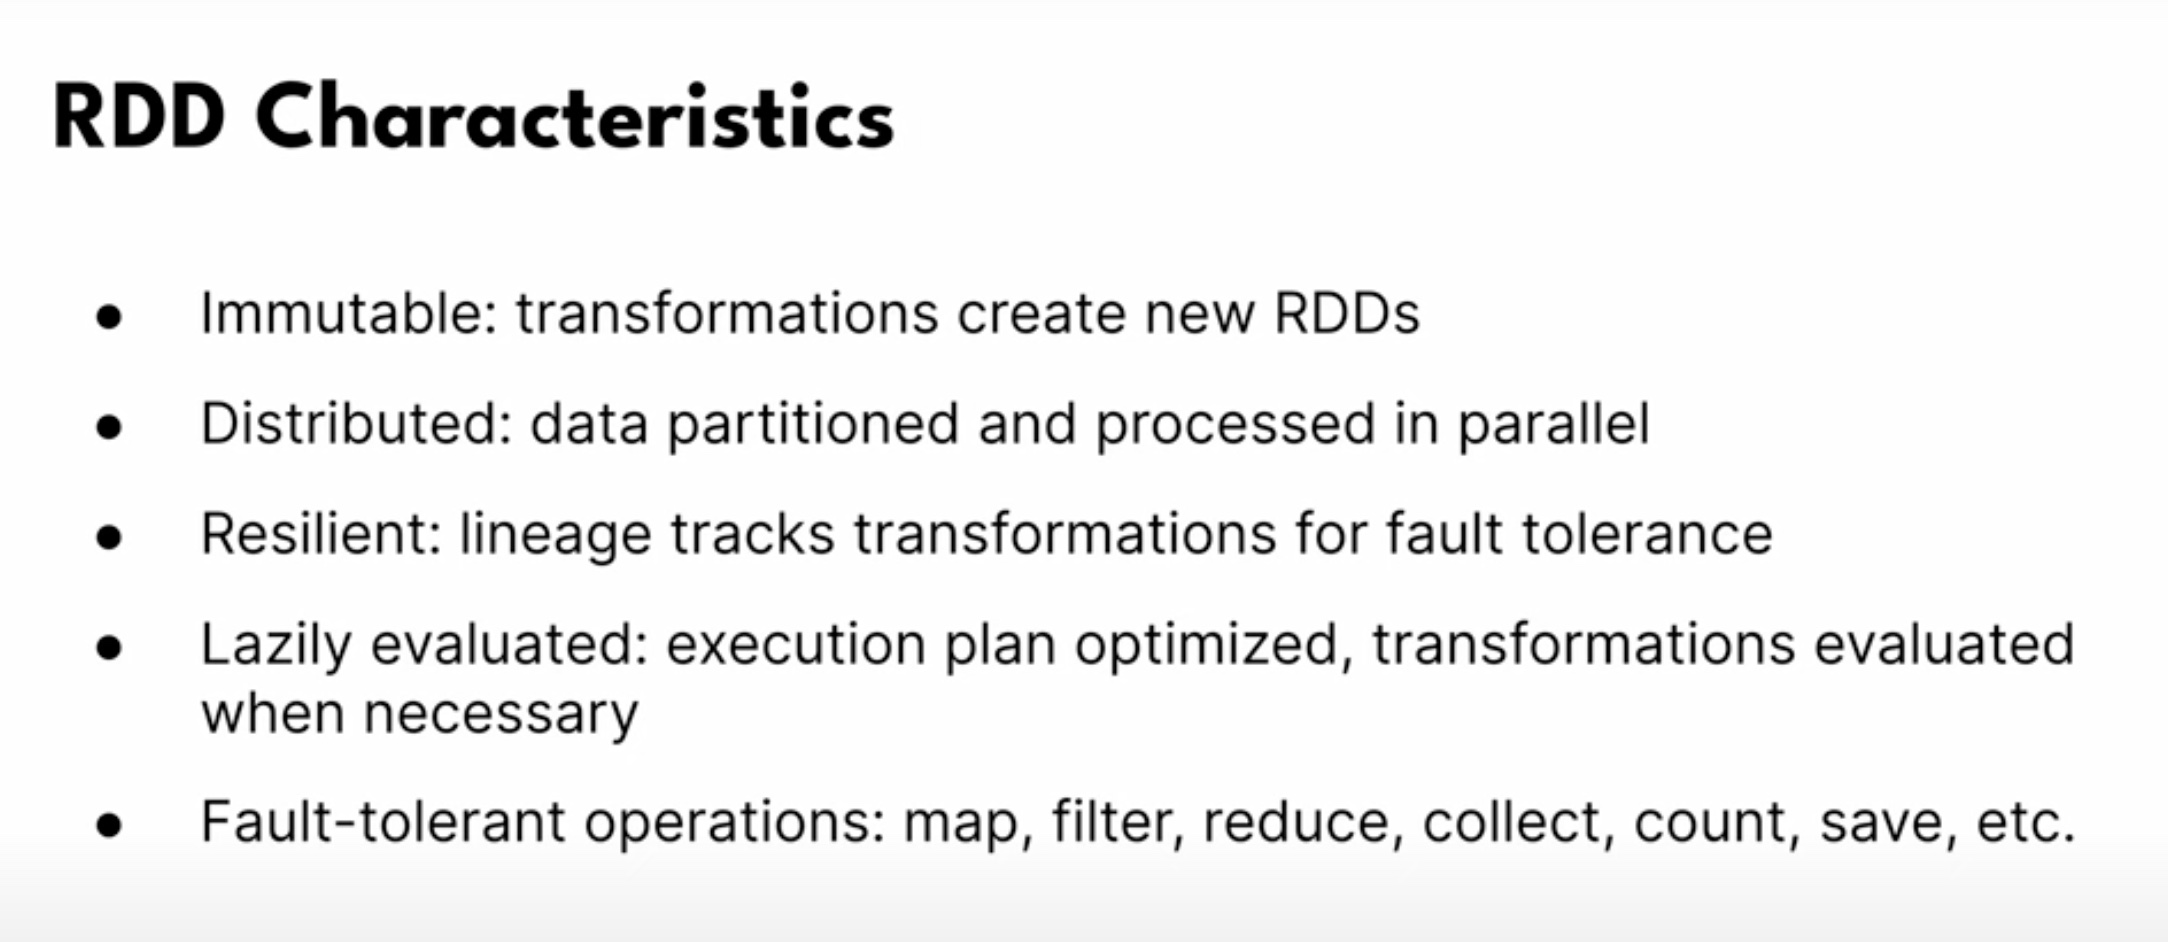 RDD Characteristics
● Immutable: transformations create new RDDs
● Distributed: data partitioned and processed in parallel
● Resilient: lineage tracks transformations for fault tolerance
● Lazily evaluated: execution plan optimized, transformations evaluated
when necessary
● Fault-tolerant operations: map, filter, reduce, collect, count, save, etc.